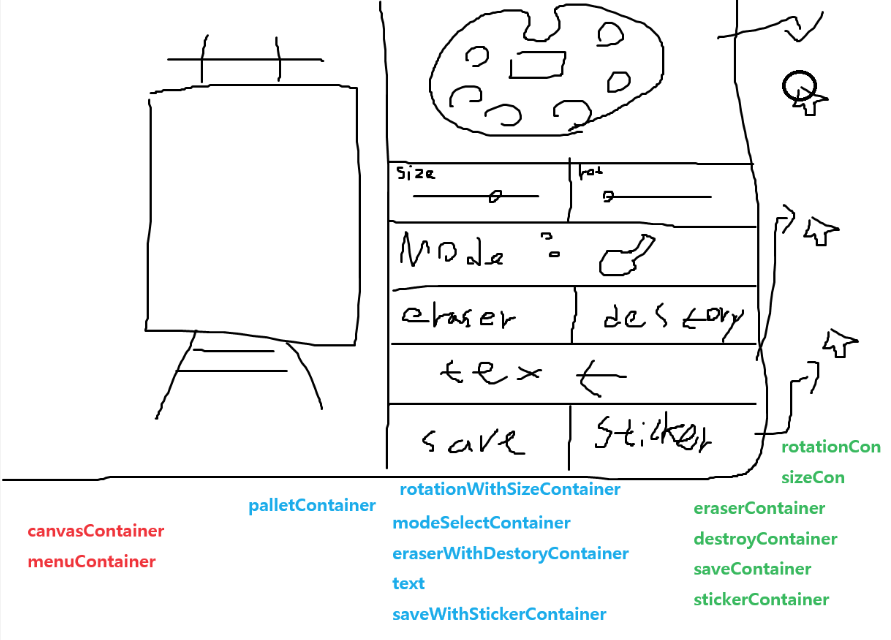 size rot
Mode :
eraser destory
tex
save sticker
rotationCon
sizeCon
rotationWithSizeContainer
palletContainer
eraserContainer
canvasContainer
modeSelectContainer
destroyContainer
menuContainer
eraserWithDestoryContainer
saveContainer
text
stickerContainer
saveWithStickerContainer